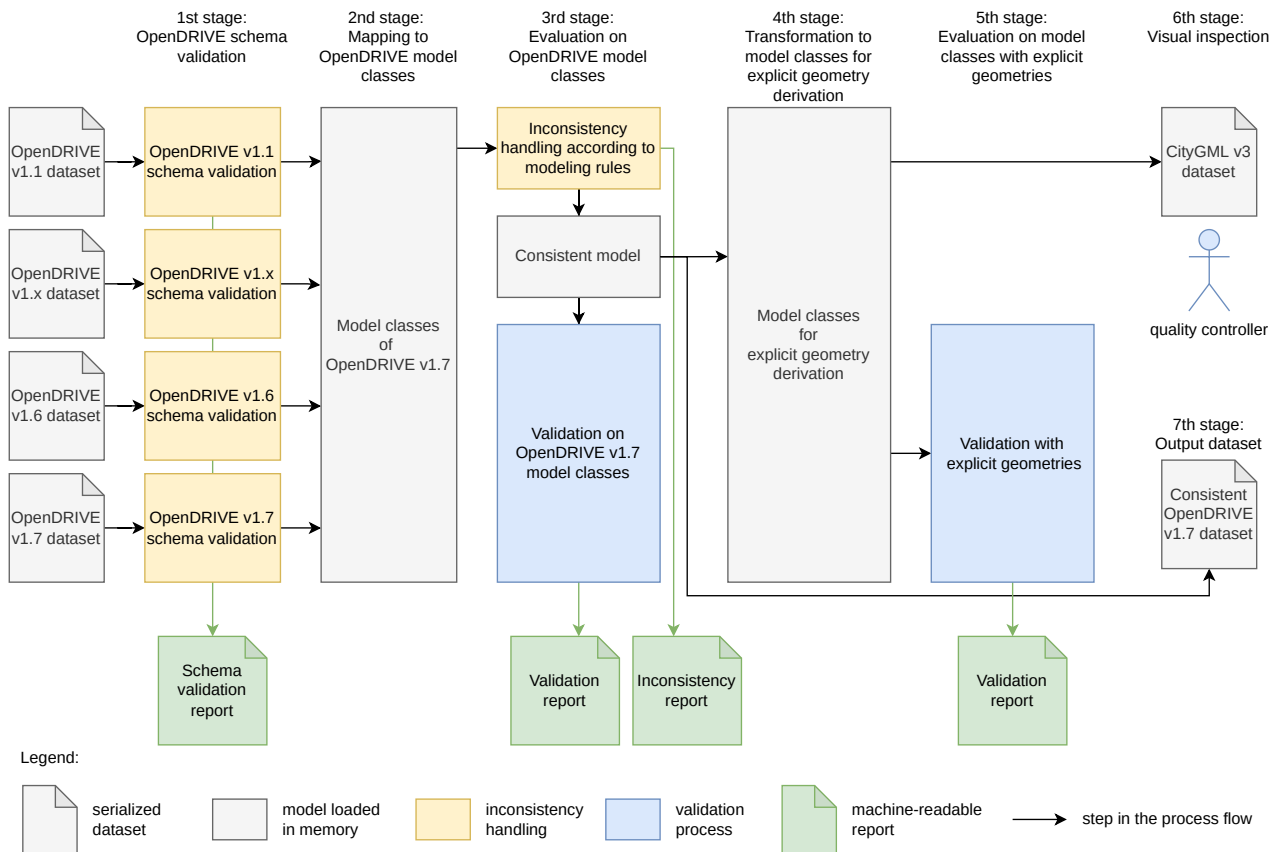 1st stage:
OpenDRIVE schema
validation
2nd stage:
Mapping to
OpenDRIVE model
classes
3rd stage:
Evaluation on
OpenDRIVE model
classes
4th stage:
Transformation to
model classes for
explicit geometry
derivation
5th stage:
Evaluation on model
classes with explicit
geometries
6th stage:
Visual inspection
OpenDRIVE
v1.1 dataset
OpenDRIVE v1.1
schema validation
OpenDRIVE
v1.x dataset
OpenDRIVE v1.x
schema validation
OpenDRIVE
v1.6 dataset
OpenDRIVE v1.6
schema validation
OpenDRIVE
v1.7 dataset
OpenDRIVE v1.7
schema validation
Model classes
of
OpenDRIVE v1.7
Inconsistency
handling according to
modeling rules
Consistent model
Validation on
OpenDRIVE v1.7
model classes
Model classes
for
explicit geometry
derivation
Validation with
explicit geometries
CityGML v3
dataset
quality controller
7th stage:
Output dataset
Consistent
OpenDRIVE
v1.7 dataset
Schema
validation
report
Validation
report
Inconsistency
report
Validation
report
Legend:
serialized
dataset
model loaded
in memory
inconsistency
handling
validation
process
machine-readable
report
step in the process flow